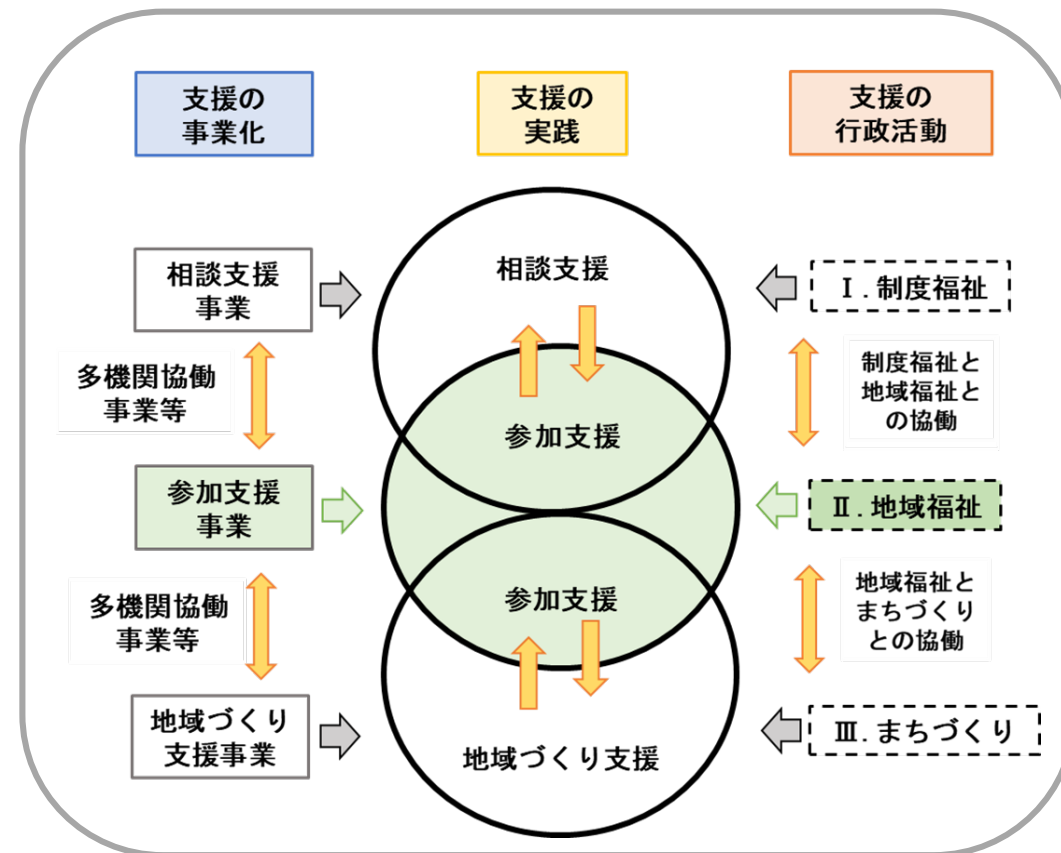 支援の
事業化
支援の
実践
支援の
行政活動
相談支援
事業
相談支援
Ⅰ.制度福祉
多機関協働
事業等
制度福祉と
地域福祉と
の協働
参加支援
参加支援
事業
Ⅱ.地域福祉
多機関協働
事業等
参加支援
地域福祉と
まちづくり
との協働
地域づくり
支援事業
地域づくり支援
Ⅲ.まちづくり